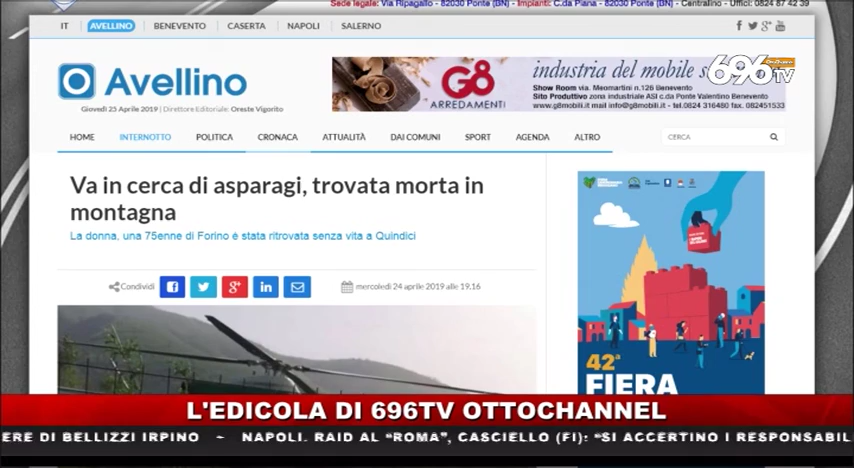 Sede legale: Via Ripagallo - 82030 Ponte (BN) - Impianti: C.da Piana - 82030 Ponte (BN) - Centralino - Uffici: 0824 87 42 39
IT AVELLINO BENEVENTO CASERTA NAPOLI SALERNO
Avellino
Giovedì 25 Aprile 2019 | Direttore Editoriale: Oreste Vigorito
G8
ARREDAMENTI
industria del mobile
Show Room via. Meomartini n.126 Benevento
Sito Produttivo zona industriale ASI c.da Ponte Valentino Benevento
www.g8mobili.it mail info@g8mobili.it - tel.0824 316480 fax. 082451533
696
TV
HOME INTERNOTTO POLITICA CRONACA ATTUALITÀ DAI COMUNI SPORT AGENDA ALTRO CERCA
Va in cerca di asparagi, trovata morta in
montagna
La donna, una 75enne di Forino è stata ritrovata senza vita a Quindici
Condividi mercoledì 24 aprile 2019 alle 19.16
42ª
FIERA
L'EDICOLA DI 696TV OTTOCHANNEL
ERE DI BELLIZZI IRPINO ~ NAPOLI. RAID AL “ROMA”, CASCIELLO (FI): “SI ACCERTINO I RESPONSABIL